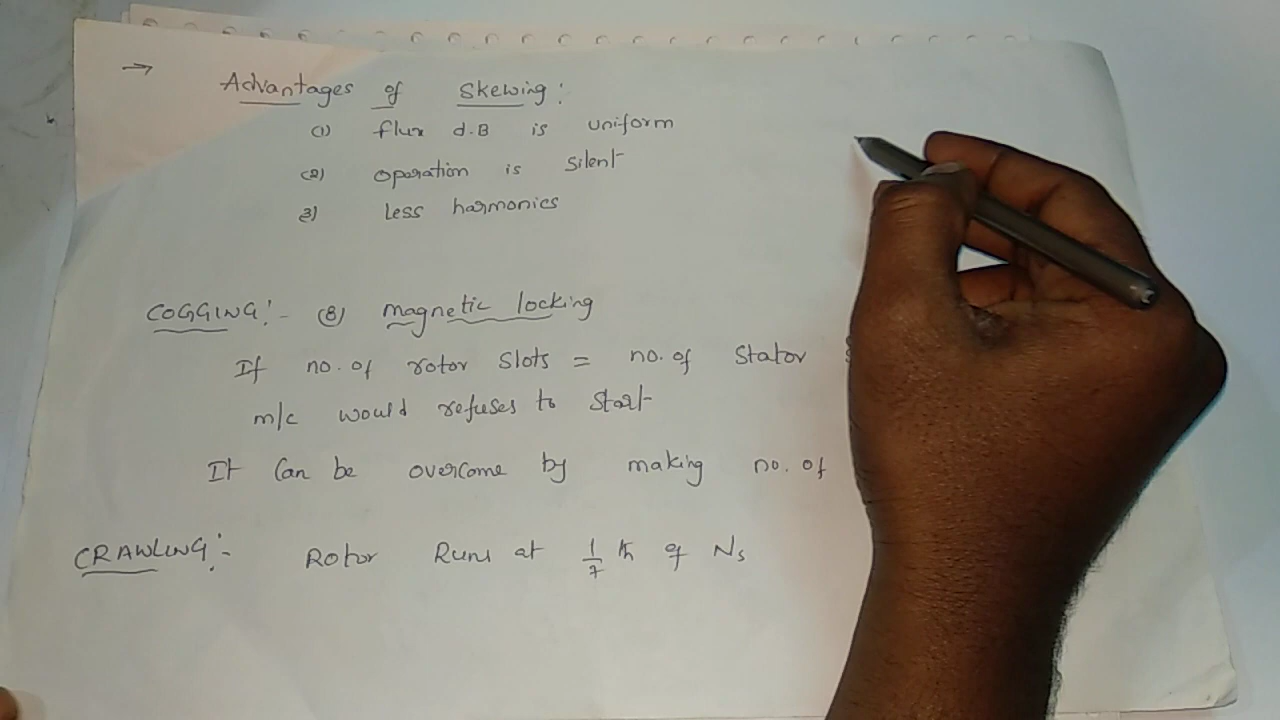 → Advantages of Skewing:
(1) flux d.B is uniform
(2) operation is silent
3) less harmonics
COGGING:- (8) magnetic locking
If no. of rotor slots = no. of stator
m/c would refuses to start
It can be overcome by making no. of
CRAWLING:- Rotor Runs at 1/7 th of Ns